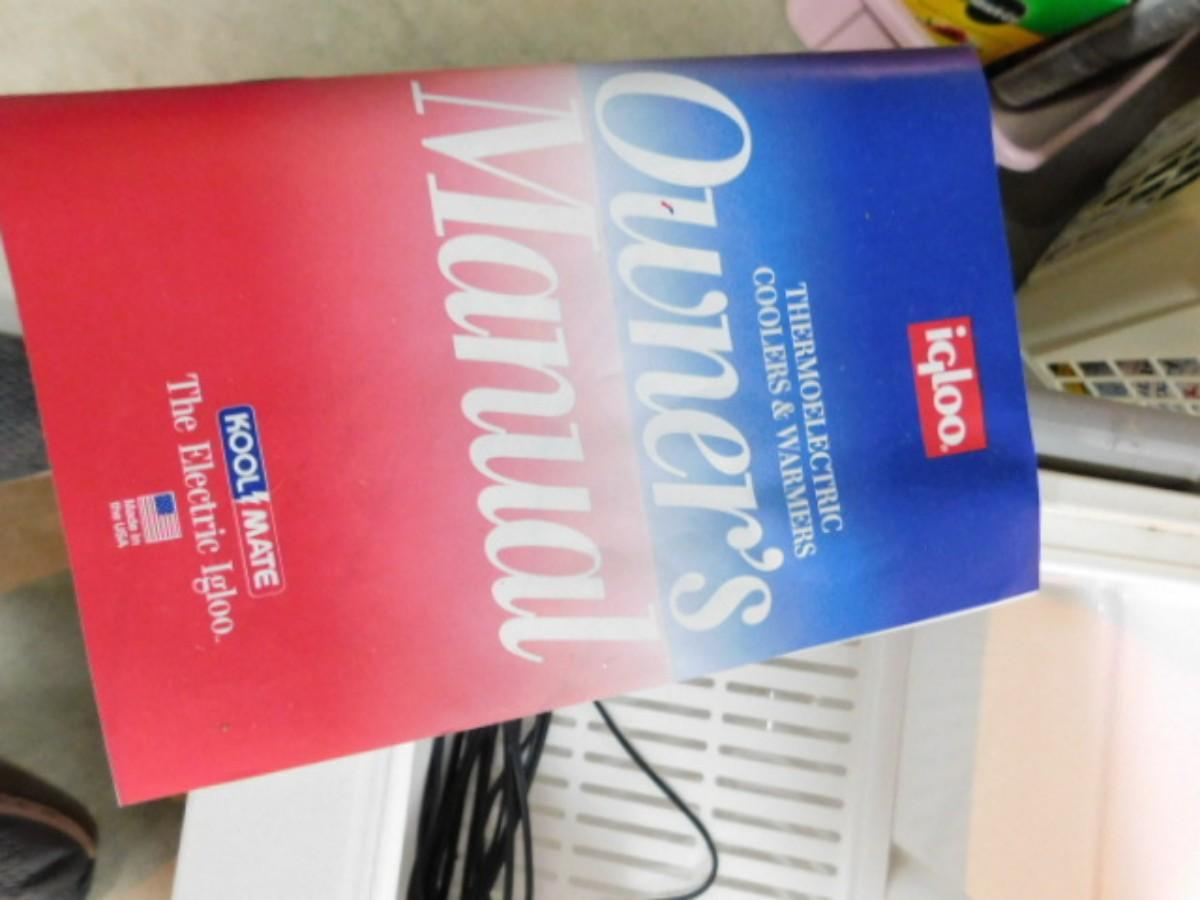 igloo.
THERMOELECTRIC
COOLERS & WARMERS
Owner's
Manual
KOOL MATE
The Electric Igloo.
Made in
the USA